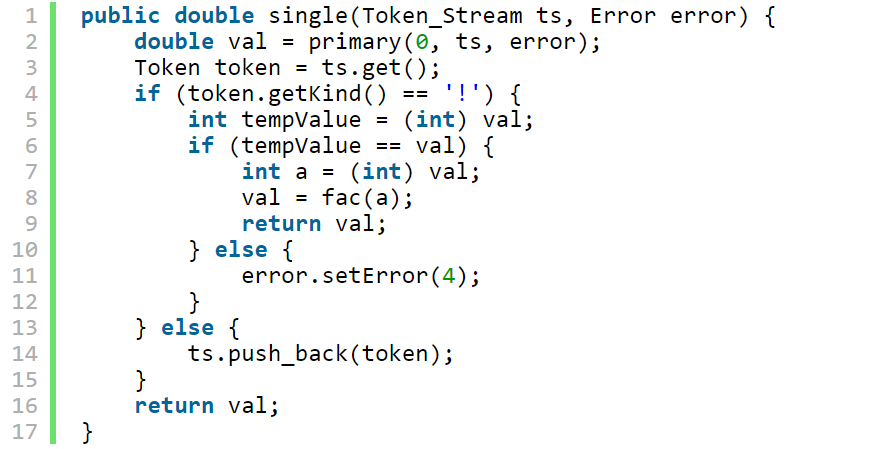 1 public double single(Token_Stream ts, Error error) {
2     double val = primary(0, ts, error);
3     Token token = ts.get();
4     if (token.getKind() == '!') {
5         int tempValue = (int) val;
6         if (tempValue == val) {
7             int a = (int) val;
8             val = fac(a);
9             return val;
10         } else {
11             error.setError(4);
12         }
13     } else {
14         ts.push_back(token);
15     }
16     return val;
17 }